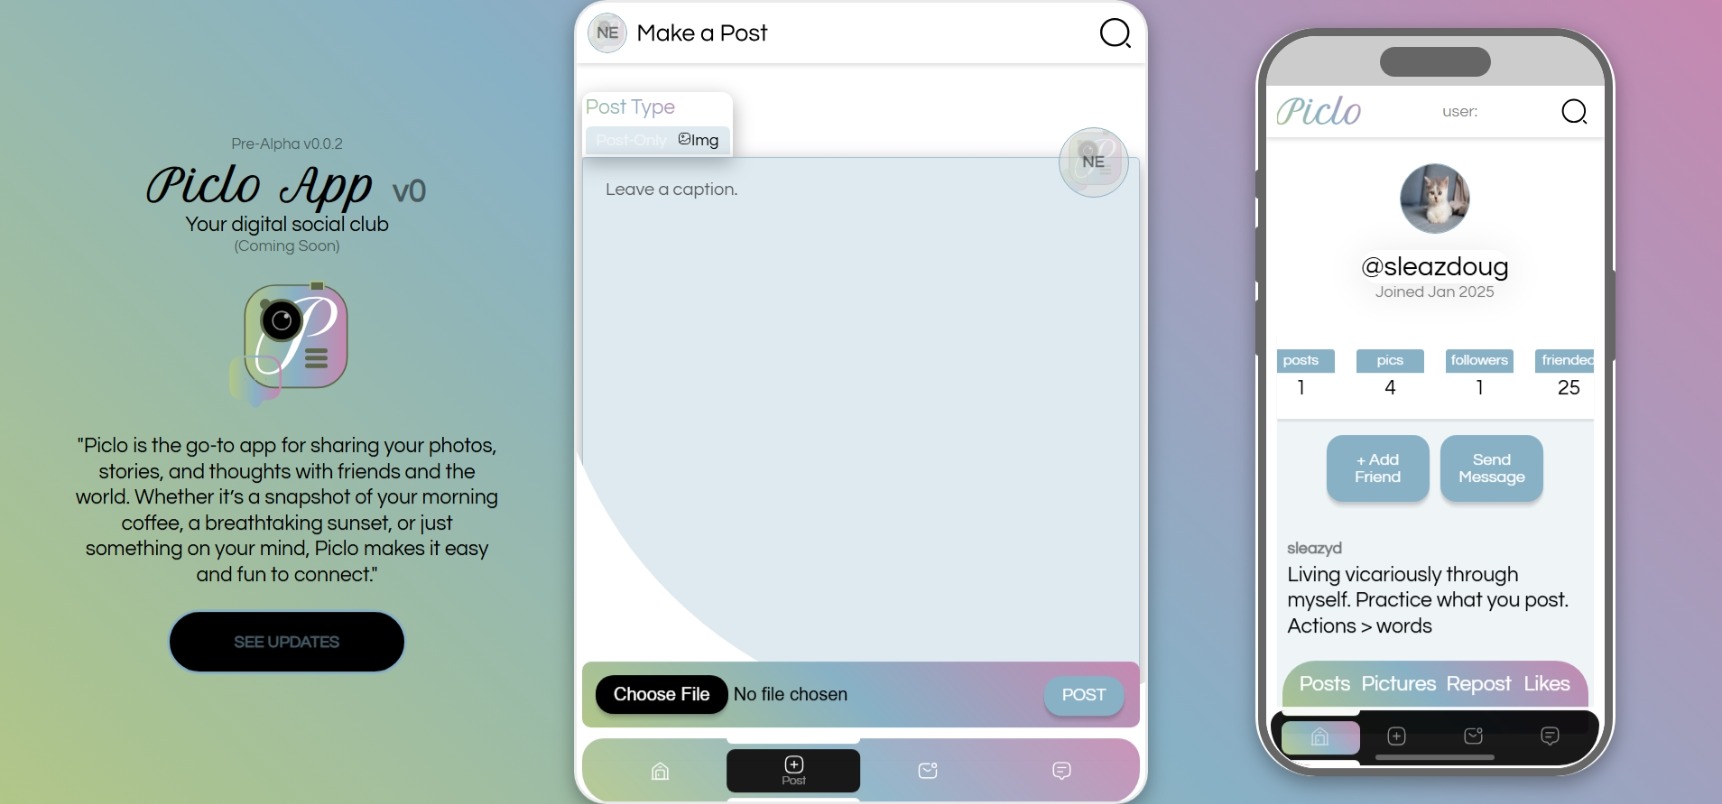 Pre-Alpha v0.0.2
Piclo App v0
Your digital social club
(Coming Soon)
P
"Piclo is the go-to app for sharing your photos,
stories, and thoughts with friends and the
world. Whether it's a snapshot of your morning
coffee, a breathtaking sunset, or just
something on your mind, Piclo makes it easy
and fun to connect."
SEE UPDATES
NE Make a Post
Post Type
Post-Only Img
NE
Leave a caption.
Choose File No file chosen POST
Post
Piclo user:
@sleazdoug
Joined Jan 2025
posts pics followers friended
1 4 1 25
+ Add
Friend
Send
Message
sleazyd
Living vicariously through
myself. Practice what you post.
Actions > words
Posts Pictures Repost Likes